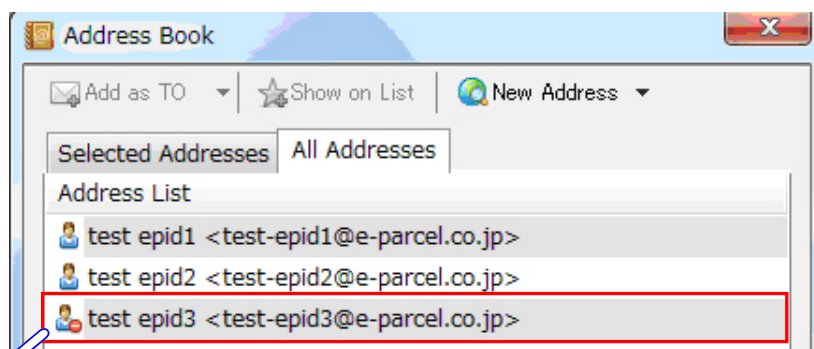 Address Book
Add as TO Show on List New Address
Selected Addresses All Addresses
Address List
test epid1 <test-epid1@e-parcel.co.jp>
test epid2 <test-epid2@e-parcel.co.jp>
test epid3 <test-epid3@e-parcel.co.jp>